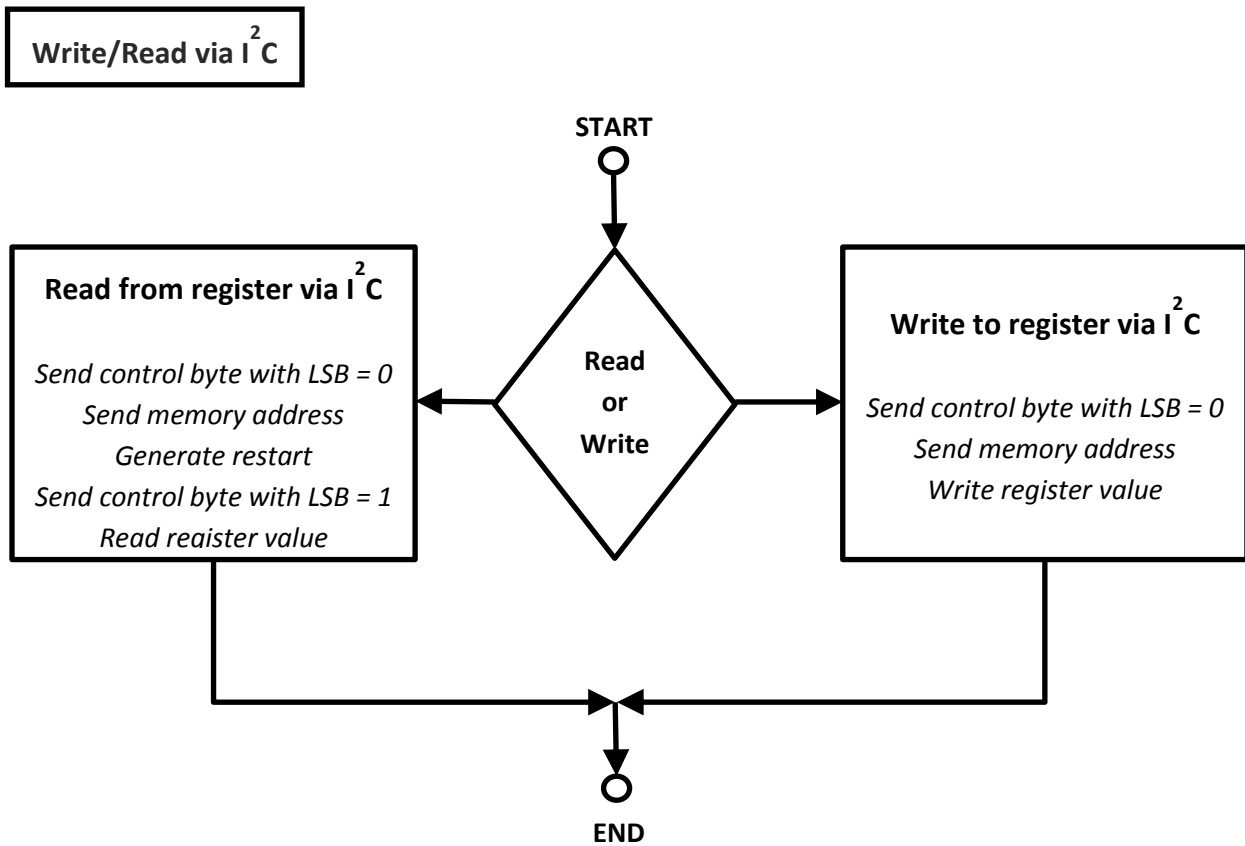 Write/Read via I²C
START
Read from register via I²C
Send control byte with LSB = 0
Send memory address
Generate restart
Send control byte with LSB = 1
Read register value
Read
or
Write
Write to register via I²C
Send control byte with LSB = 0
Send memory address
Write register value
END